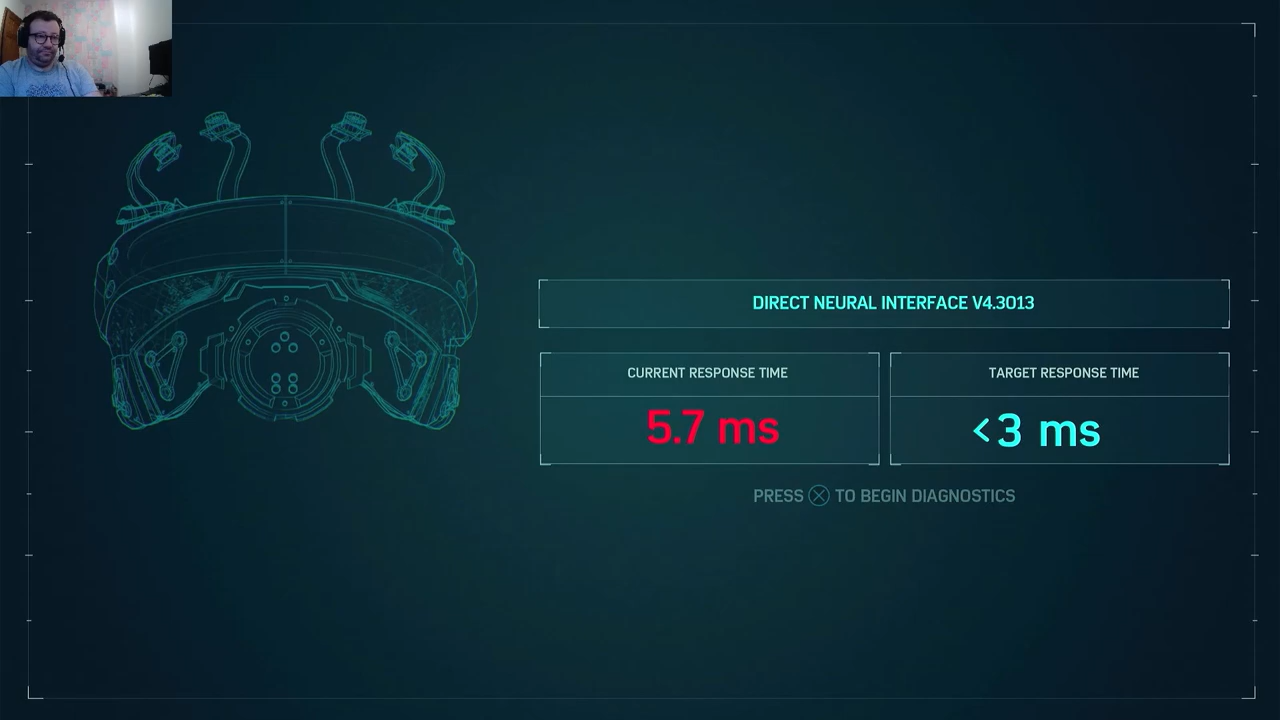 DIRECT NEURAL INTERFACE V4.3013
CURRENT RESPONSE TIME
TARGET RESPONSE TIME
5.7 ms
<3 ms
PRESS ⊗ TO BEGIN DIAGNOSTICS